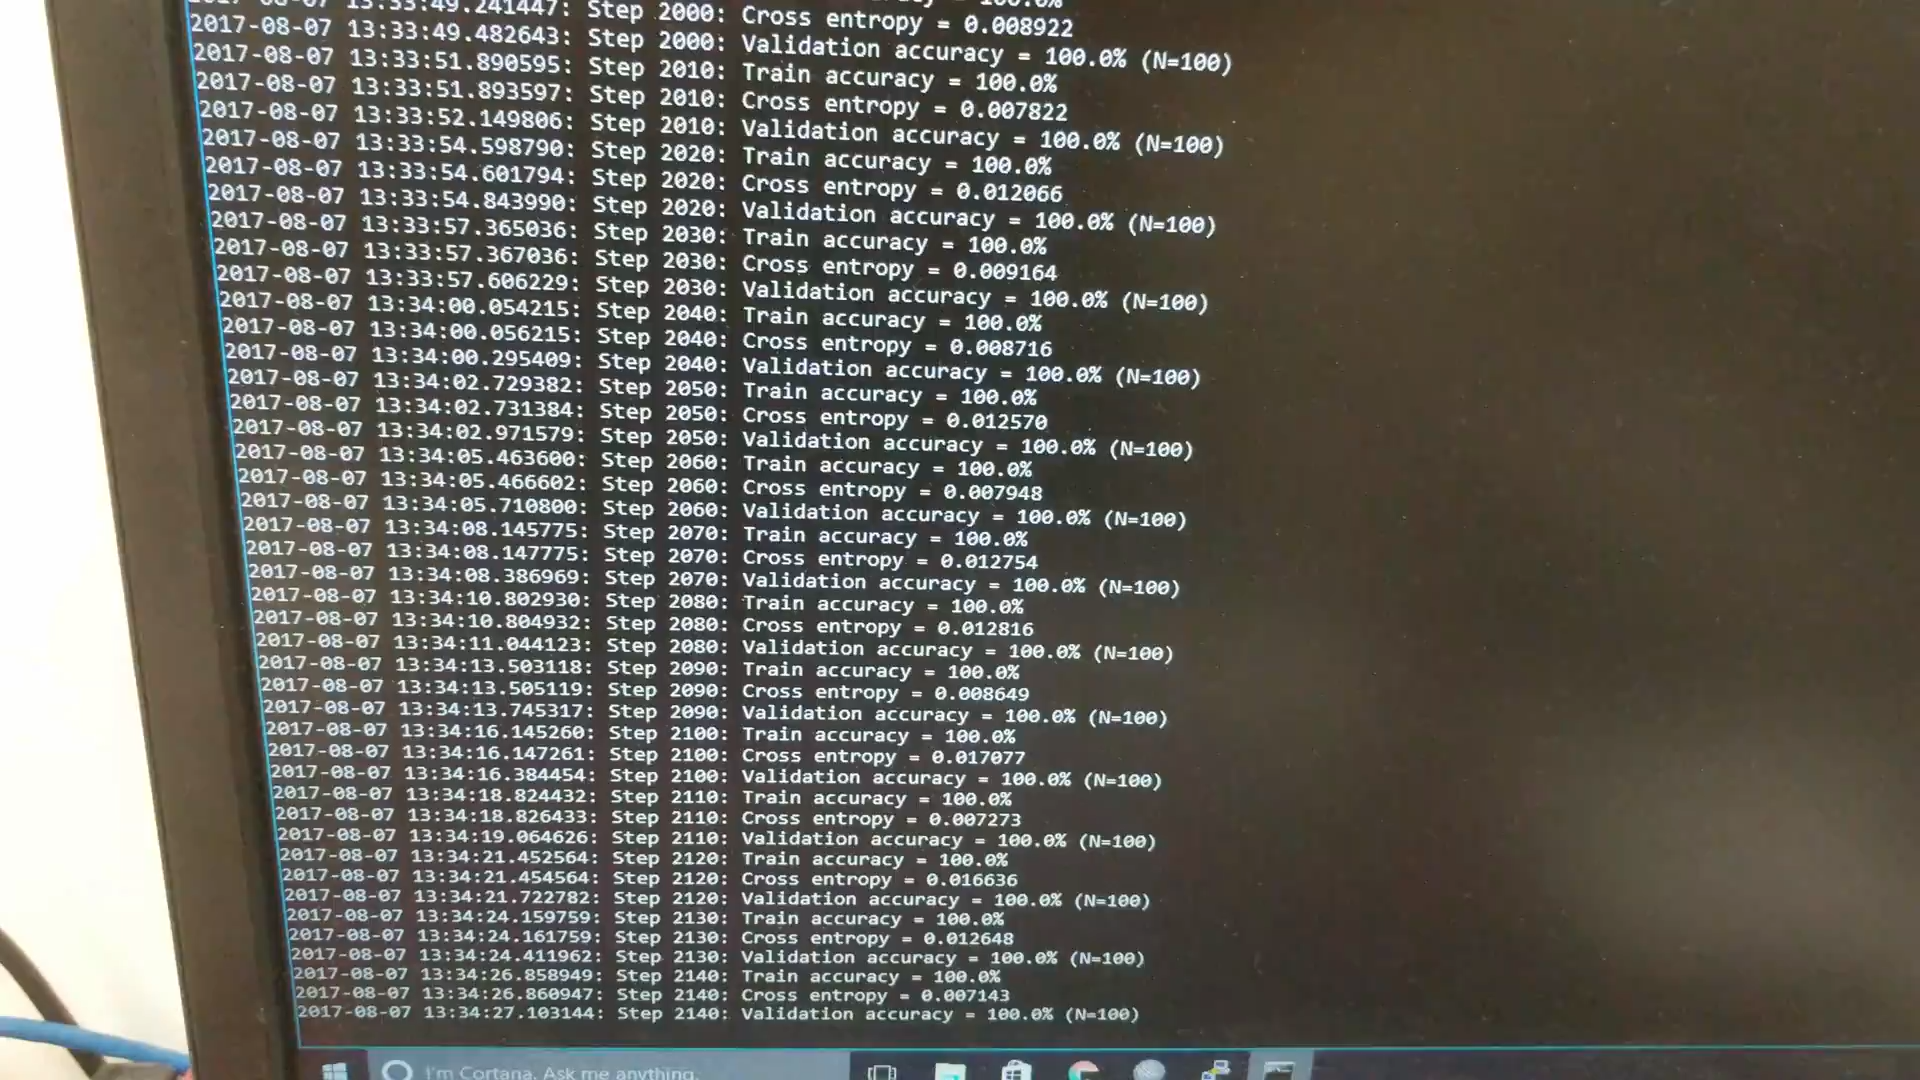 13:33:49.241447: Step 2000: Cross entropy = 0.008922
2017-08-07 13:33:49.482643: Step 2000: Validation accuracy = 100.0% (N=100)
2017-08-07 13:33:51.890595: Step 2010: Train accuracy = 100.0%
2017-08-07 13:33:51.893597: Step 2010: Cross entropy = 0.007822
2017-08-07 13:33:52.149806: Step 2010: Validation accuracy = 100.0% (N=100)
2017-08-07 13:33:54.598790: Step 2020: Train accuracy = 100.0%
2017-08-07 13:33:54.601794: Step 2020: Cross entropy = 0.012066
2017-08-07 13:33:54.843990: Step 2020: Validation accuracy = 100.0% (N=100)
2017-08-07 13:33:57.365036: Step 2030: Train accuracy = 100.0%
2017-08-07 13:33:57.367036: Step 2030: Cross entropy = 0.009164
2017-08-07 13:33:57.606229: Step 2030: Validation accuracy = 100.0% (N=100)
2017-08-07 13:34:00.054215: Step 2040: Train accuracy = 100.0%
2017-08-07 13:34:00.056215: Step 2040: Cross entropy = 0.008716
2017-08-07 13:34:00.295409: Step 2040: Validation accuracy = 100.0% (N=100)
2017-08-07 13:34:02.729382: Step 2050: Train accuracy = 100.0%
2017-08-07 13:34:02.731384: Step 2050: Cross entropy = 0.012570
2017-08-07 13:34:02.971579: Step 2050: Validation accuracy = 100.0% (N=100)
2017-08-07 13:34:05.463600: Step 2060: Train accuracy = 100.0%
2017-08-07 13:34:05.466602: Step 2060: Cross entropy = 0.007948
2017-08-07 13:34:05.710800: Step 2060: Validation accuracy = 100.0% (N=100)
2017-08-07 13:34:08.145775: Step 2070: Train accuracy = 100.0%
2017-08-07 13:34:08.147775: Step 2070: Cross entropy = 0.012754
2017-08-07 13:34:08.386969: Step 2070: Validation accuracy = 100.0% (N=100)
2017-08-07 13:34:10.802930: Step 2080: Train accuracy = 100.0%
2017-08-07 13:34:10.804932: Step 2080: Cross entropy = 0.012816
2017-08-07 13:34:11.044123: Step 2080: Validation accuracy = 100.0% (N=100)
2017-08-07 13:34:13.503118: Step 2090: Train accuracy = 100.0%
2017-08-07 13:34:13.505119: Step 2090: Cross entropy = 0.008649
2017-08-07 13:34:13.745317: Step 2090: Validation accuracy = 100.0% (N=100)
2017-08-07 13:34:16.145260: Step 2100: Train accuracy = 100.0%
2017-08-07 13:34:16.147261: Step 2100: Cross entropy = 0.017077
2017-08-07 13:34:16.384454: Step 2100: Validation accuracy = 100.0% (N=100)
2017-08-07 13:34:18.824432: Step 2110: Train accuracy = 100.0%
2017-08-07 13:34:18.826433: Step 2110: Cross entropy = 0.007273
2017-08-07 13:34:19.064626: Step 2110: Validation accuracy = 100.0% (N=100)
2017-08-07 13:34:21.452564: Step 2120: Train accuracy = 100.0%
2017-08-07 13:34:21.454564: Step 2120: Cross entropy = 0.016636
2017-08-07 13:34:21.722782: Step 2120: Validation accuracy = 100.0% (N=100)
2017-08-07 13:34:24.159759: Step 2130: Train accuracy = 100.0%
2017-08-07 13:34:24.161759: Step 2130: Cross entropy = 0.012648
2017-08-07 13:34:24.411962: Step 2130: Validation accuracy = 100.0% (N=100)
2017-08-07 13:34:26.858949: Step 2140: Train accuracy = 100.0%
2017-08-07 13:34:26.860947: Step 2140: Cross entropy = 0.007143
2017-08-07 13:34:27.103144: Step 2140: Validation accuracy = 100.0% (N=100)
I'm Cortana. Ask me anything.